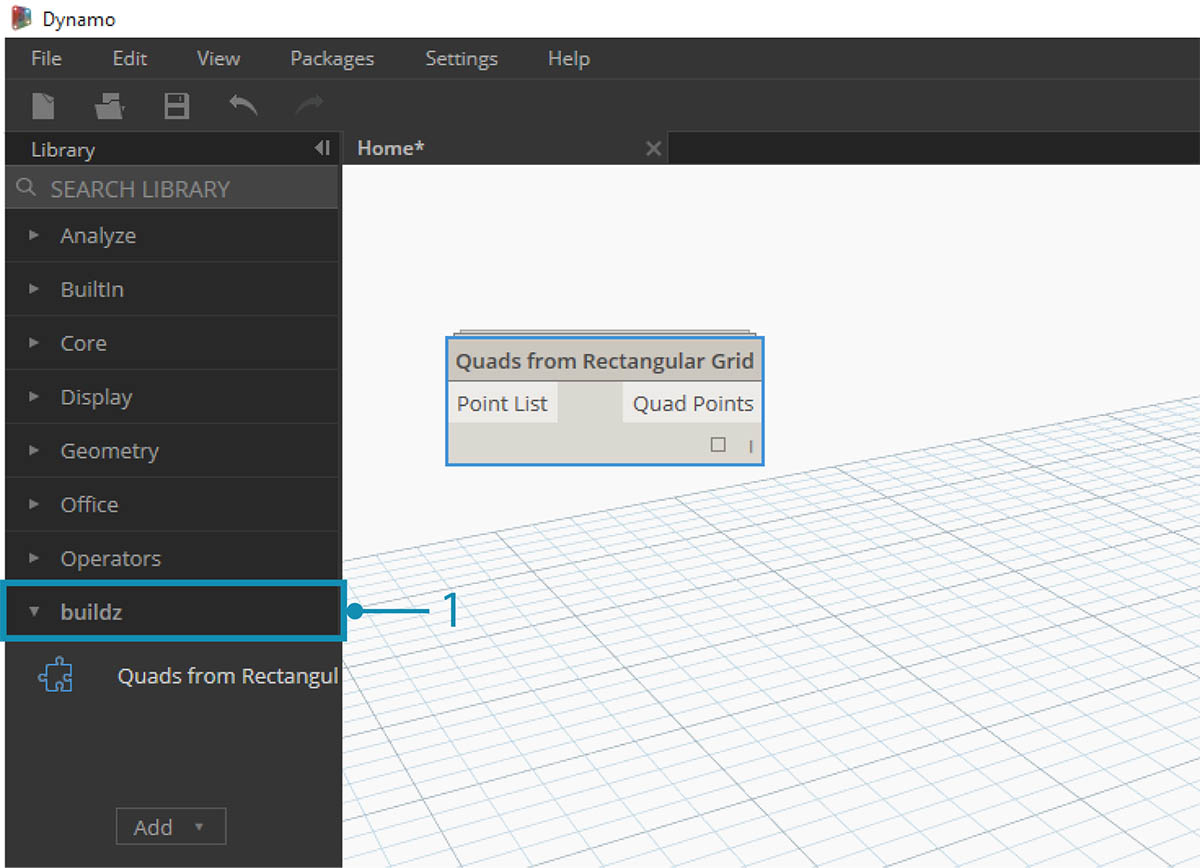 Dynamo
File Edit View Packages Settings Help
Library
Home*
SEARCH LIBRARY
Analyze
BuiltIn
Core
Display
Geometry
Office
Operators
buildz
Quads from Rectangul
Add
Quads from Rectangular Grid
Point List Quad Points
l
1